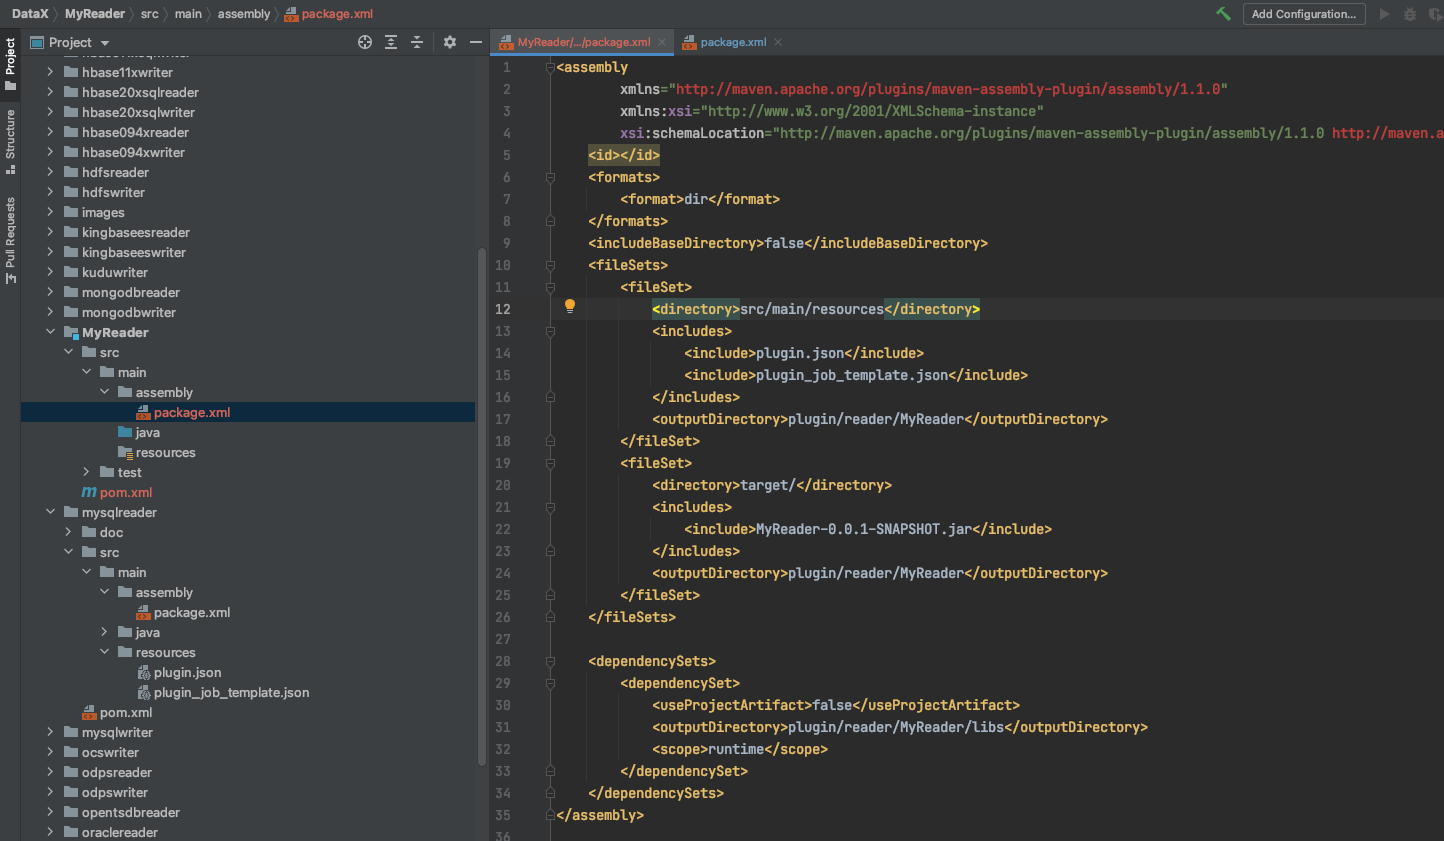 DataX MyReader src main assembly package.xml
Add Configuration...
Project
MyReader/.../package.xml
package.xml
Project
Structure
Pull Requests
hbase11xwriter
hbase20xsqlreader
hbase20xsqlwriter
hbase094xreader
hbase094xwriter
hdfsreader
hdfswriter
images
kingbaseesreader
kingbaseeswriter
kuduwriter
mongodbreader
mongodbwriter
MyReader
src
main
assembly
package.xml
java
resources
test
pom.xml
mysqlreader
doc
src
main
assembly
package.xml
java
resources
plugin.json
plugin_job_template.json
pom.xml
mysqlwriter
ocswriter
odpsreader
odpswriter
opentsdbreader
oraclereader
1 <assembly
2 xmlns="http://maven.apache.org/plugins/maven-assembly-plugin/assembly/1.1.0"
3 xmlns:xsi="http://www.w3.org/2001/XMLSchema-instance"
4 xsi:schemaLocation="http://maven.apache.org/plugins/maven-assembly-plugin/assembly/1.1.0 http://maven.a
5 <id></id>
6 <formats>
7 <format>dir</format>
8 </formats>
9 <includeBaseDirectory>false</includeBaseDirectory>
10 <fileSets>
11 <fileSet>
12 <directory>src/main/resources</directory>
13 <includes>
14 <include>plugin.json</include>
15 <include>plugin_job_template.json</include>
16 </includes>
17 <outputDirectory>plugin/reader/MyReader</outputDirectory>
18 </fileSet>
19 <fileSet>
20 <directory>target/</directory>
21 <includes>
22 <include>MyReader-0.0.1-SNAPSHOT.jar</include>
23 </includes>
24 <outputDirectory>plugin/reader/MyReader</outputDirectory>
25 </fileSet>
26 </fileSets>
27
28 <dependencySets>
29 <dependencySet>
30 <useProjectArtifact>false</useProjectArtifact>
31 <outputDirectory>plugin/reader/MyReader/libs</outputDirectory>
32 <scope>runtime</scope>
33 </dependencySet>
34 </dependencySets>
35 </assembly>
36